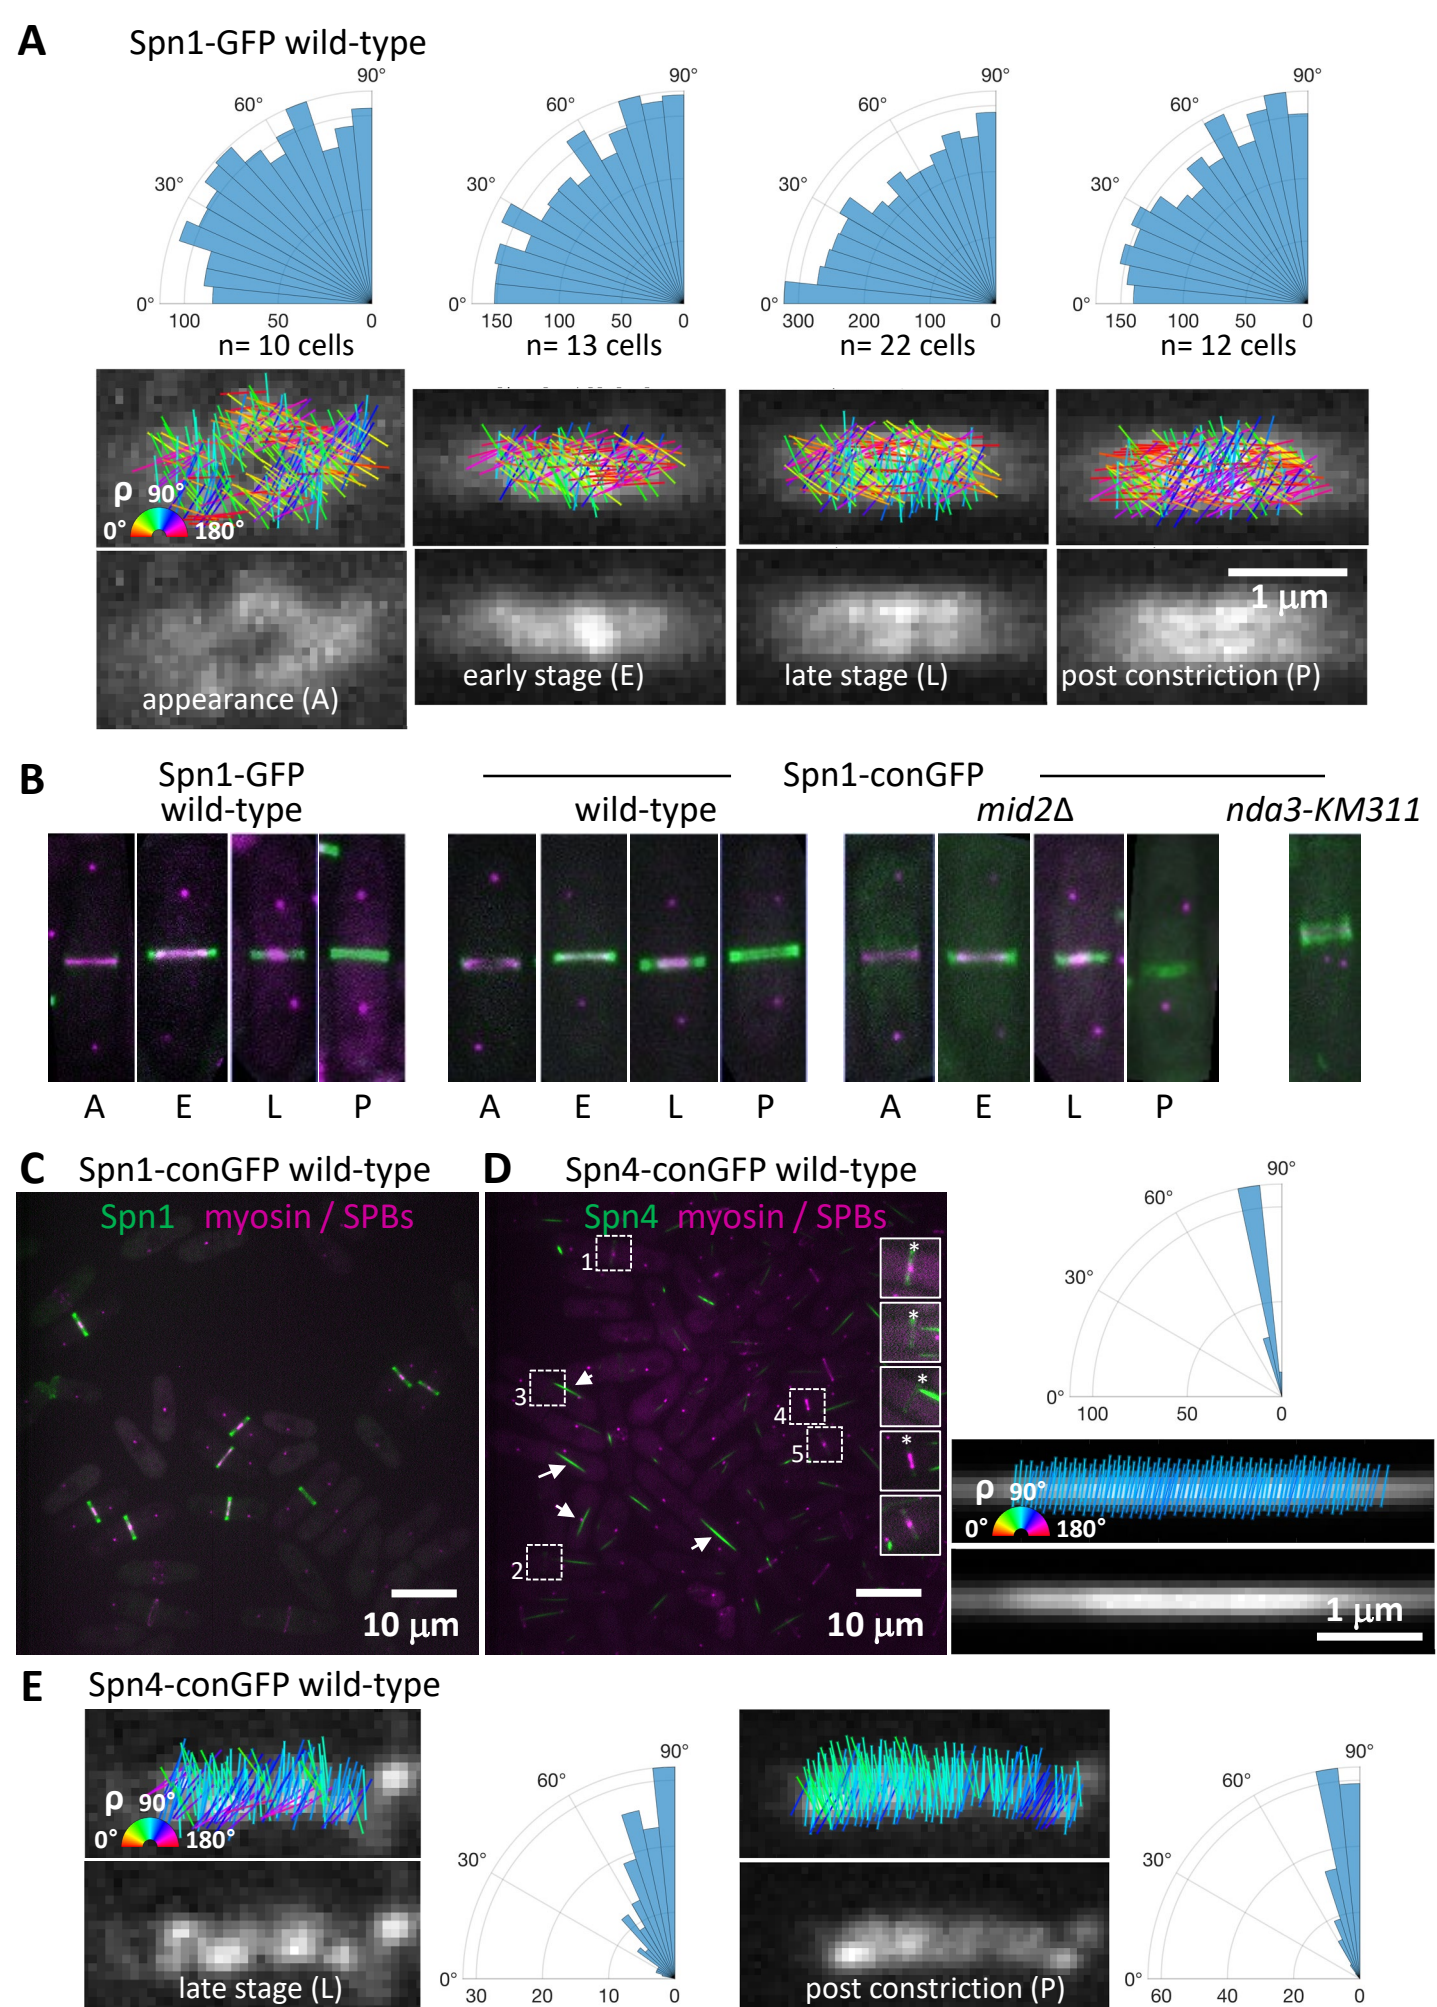 A Spn1-GFP wild-type
90° 90° 90° 90°
60° 60° 60° 60°
30° 30° 30° 30°
0° 0° 0° 0°
100 50 0 150 100 50 0 300 200 100 0 150 100 50 0
n= 10 cells n= 13 cells n= 22 cells n= 12 cells
ρ 90°
0° 180°
1 μm
appearance (A) early stage (E) late stage (L) post constriction (P)
B Spn1-GFP Spn1-conGFP
wild-type wild-type mid2Δ nda3-KM311
A E L P A E L P A E L P
C Spn1-conGFP wild-type D Spn4-conGFP wild-type
Spn1 myosin / SPBs Spn4 myosin / SPBs
1
3
4
5
2
*
*
*
*
10 μm 10 μm
90°
60°
30°
0°
100 50 0
ρ 90°
0° 180°
1 μm
E Spn4-conGFP wild-type
ρ 90°
0° 180°
late stage (L)
90°
60°
30°
0°
30 20 10 0
post constriction (P)
90°
60°
30°
0°
60 40 20 0